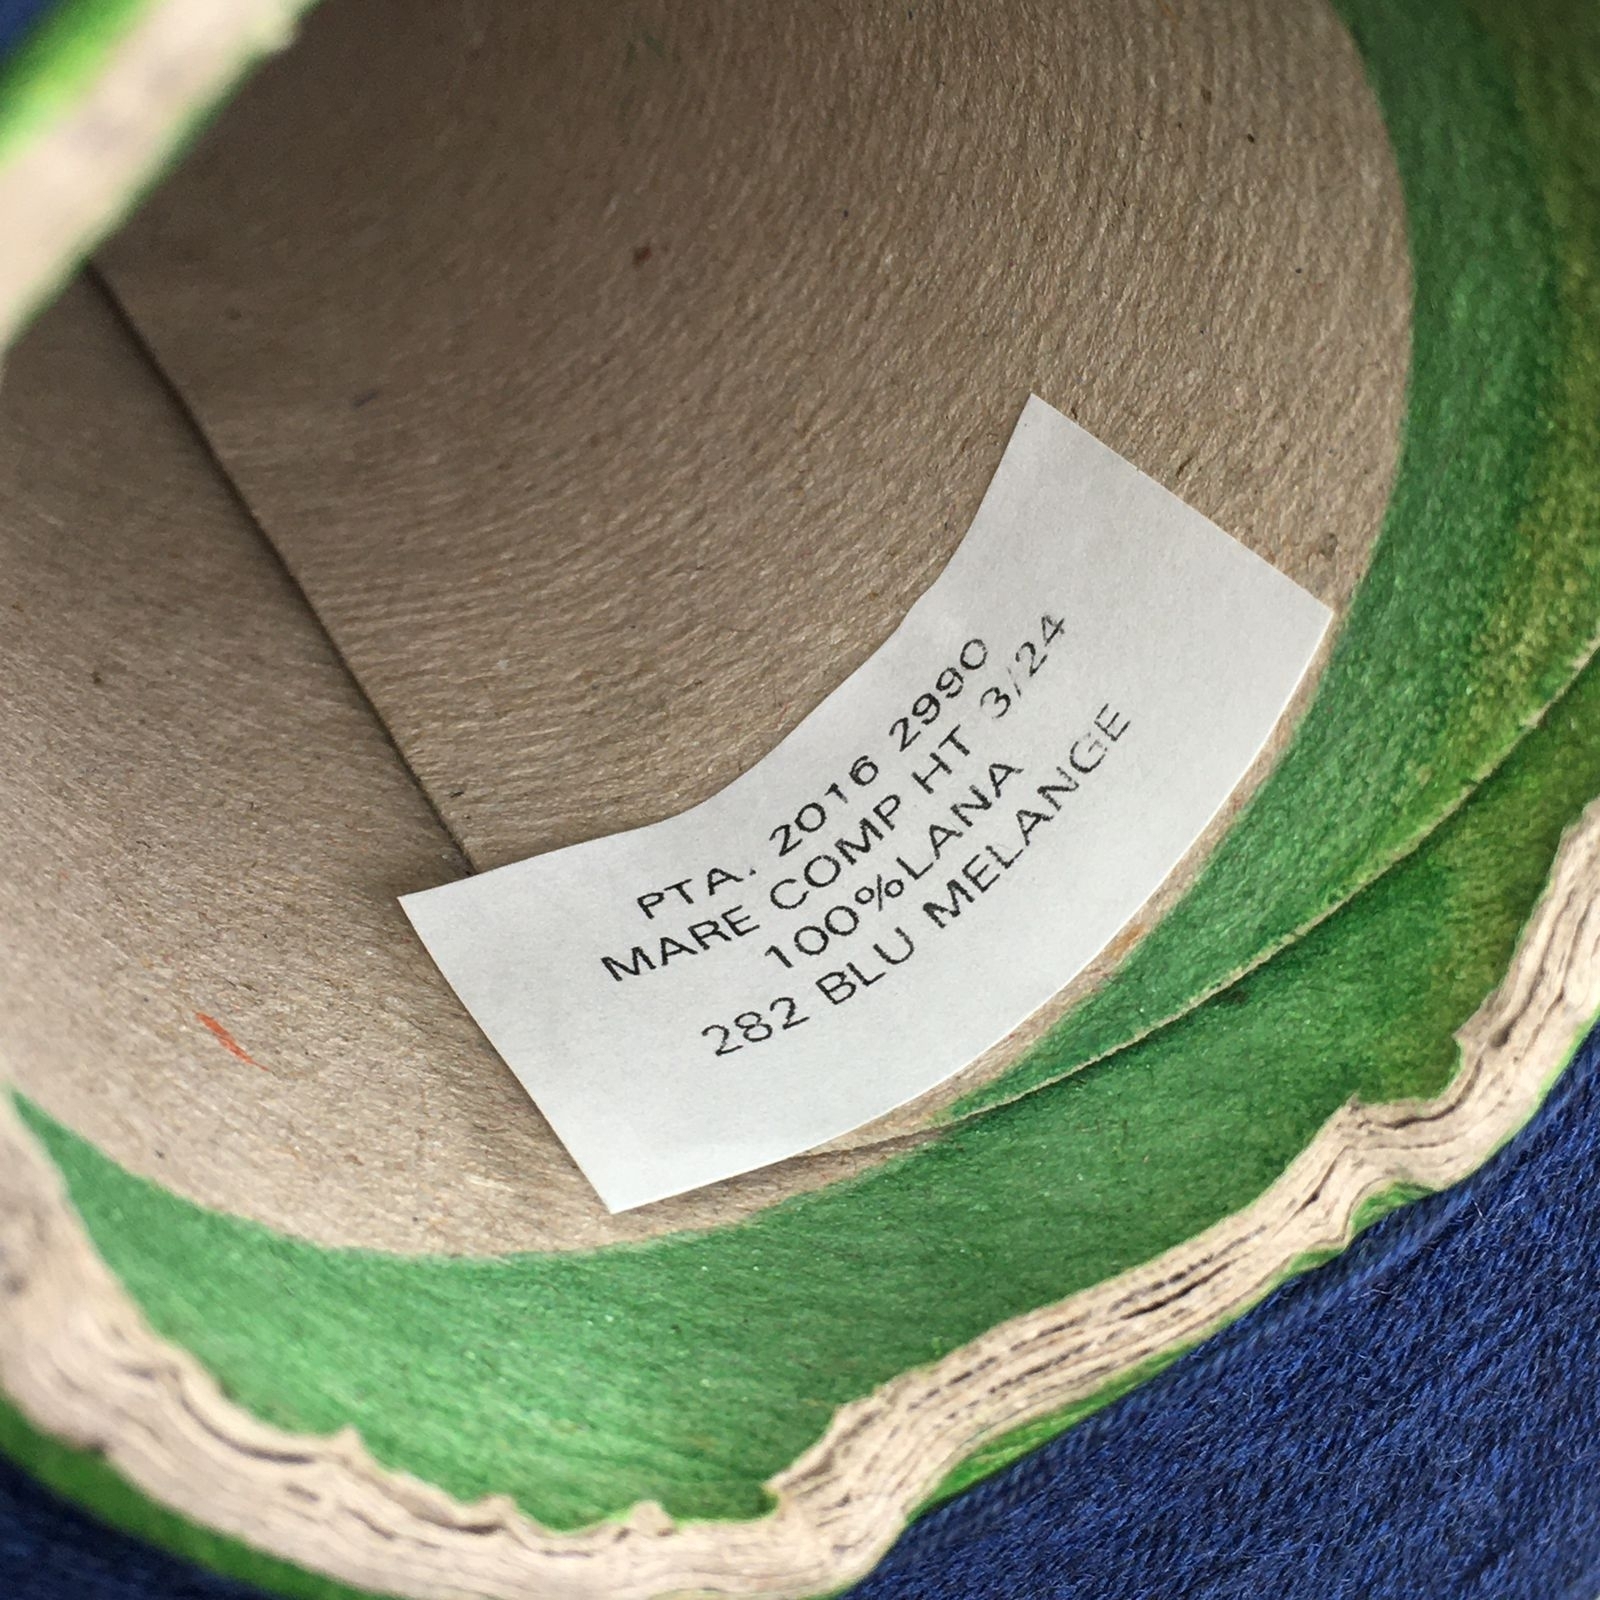 PTA. 2016 2990
MARE COMP HT 3/24
100%LANA
282 BLU MELANGE